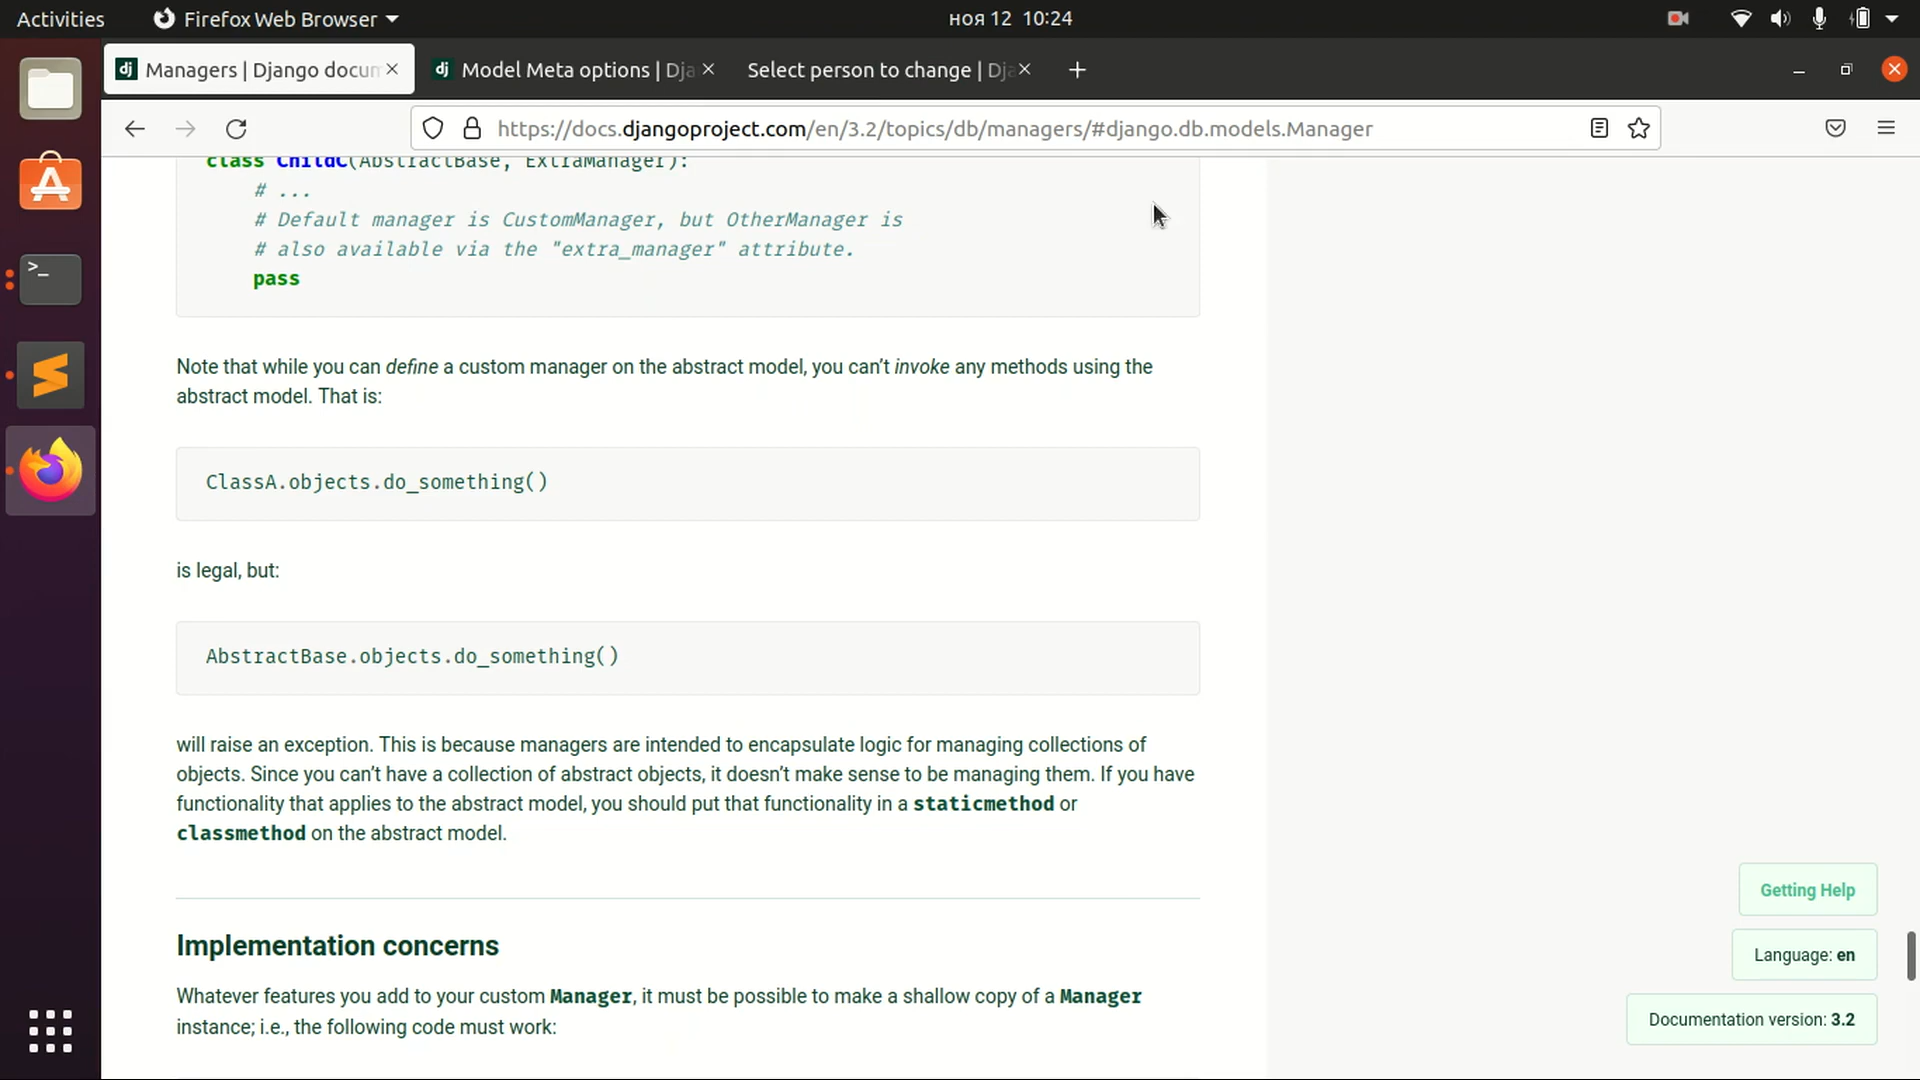 Activities
Firefox Web Browser
ноя 12 10:24
Managers | Django docum
Model Meta options | Dja
Select person to change | Dja
https://docs.djangoproject.com/en/3.2/topics/db/managers/#django.db.models.Manager
class ChildC(AbstractBase, ExtraManager):
# ...
# Default manager is CustomManager, but OtherManager is
# also available via the "extra_manager" attribute.
pass
Note that while you can define a custom manager on the abstract model, you can’t invoke any methods using the
abstract model. That is:
ClassA.objects.do_something()
is legal, but:
AbstractBase.objects.do_something()
will raise an exception. This is because managers are intended to encapsulate logic for managing collections of
objects. Since you can’t have a collection of abstract objects, it doesn’t make sense to be managing them. If you have
functionality that applies to the abstract model, you should put that functionality in a staticmethod or
classmethod on the abstract model.
Implementation concerns
Whatever features you add to your custom Manager, it must be possible to make a shallow copy of a Manager
instance; i.e., the following code must work:
Getting Help
Language: en
Documentation version: 3.2